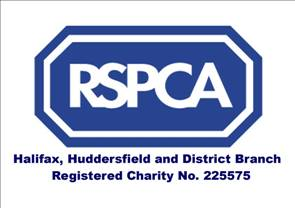 RSPCA
Halifax, Huddersfield and District Branch
Registered Charity No. 225575